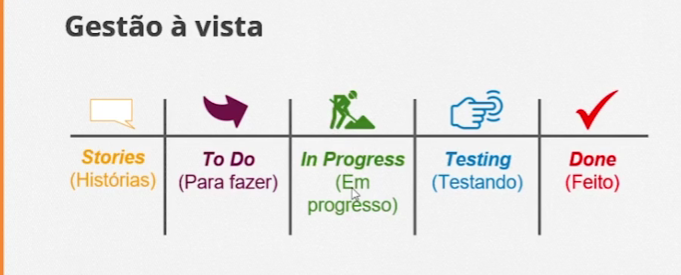 Gestão à vista
Stories
(Histórias)
To Do
(Para fazer)
In Progress
(Em
progresso)
Testing
(Testando)
Done
(Feito)